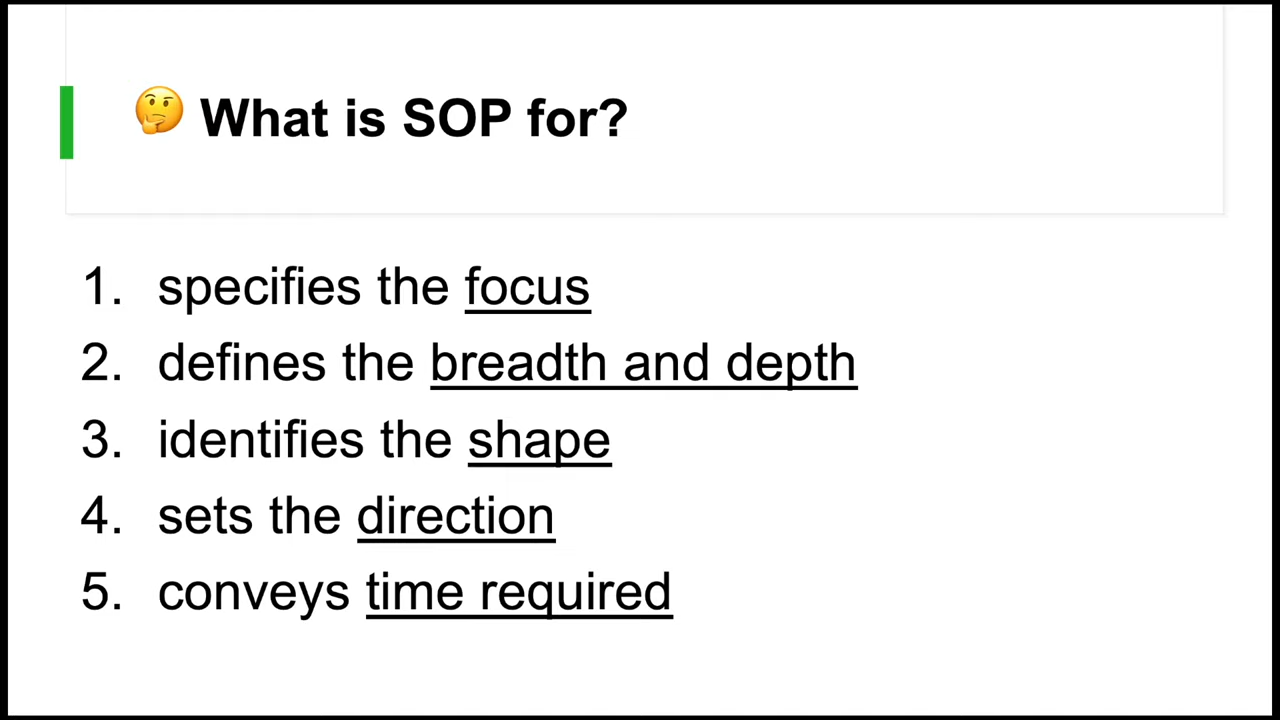 🤔 What is SOP for?
1. specifies the focus
2. defines the breadth and depth
3. identifies the shape
4. sets the direction
5. conveys time required